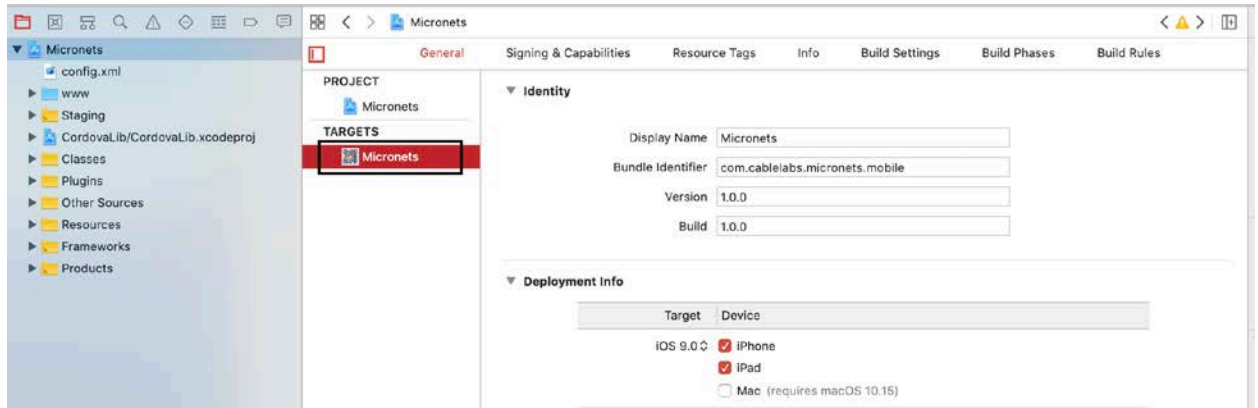 Micronets
Micronets
config.xml
www
Staging
CordovaLib/CordovaLib.xcodeproj
Classes
Plugins
Other Sources
Resources
Frameworks
Products
General Signing & Capabilities Resource Tags Info Build Settings Build Phases Build Rules
PROJECT
Micronets
TARGETS
Micronets
Identity
Display Name Micronets
Bundle Identifier com.cablelabs.micronets.mobile
Version 1.0.0
Build 1.0.0
Deployment Info
Target Device
iOS 9.0 iPhone
iPad
Mac (requires macOS 10.15)